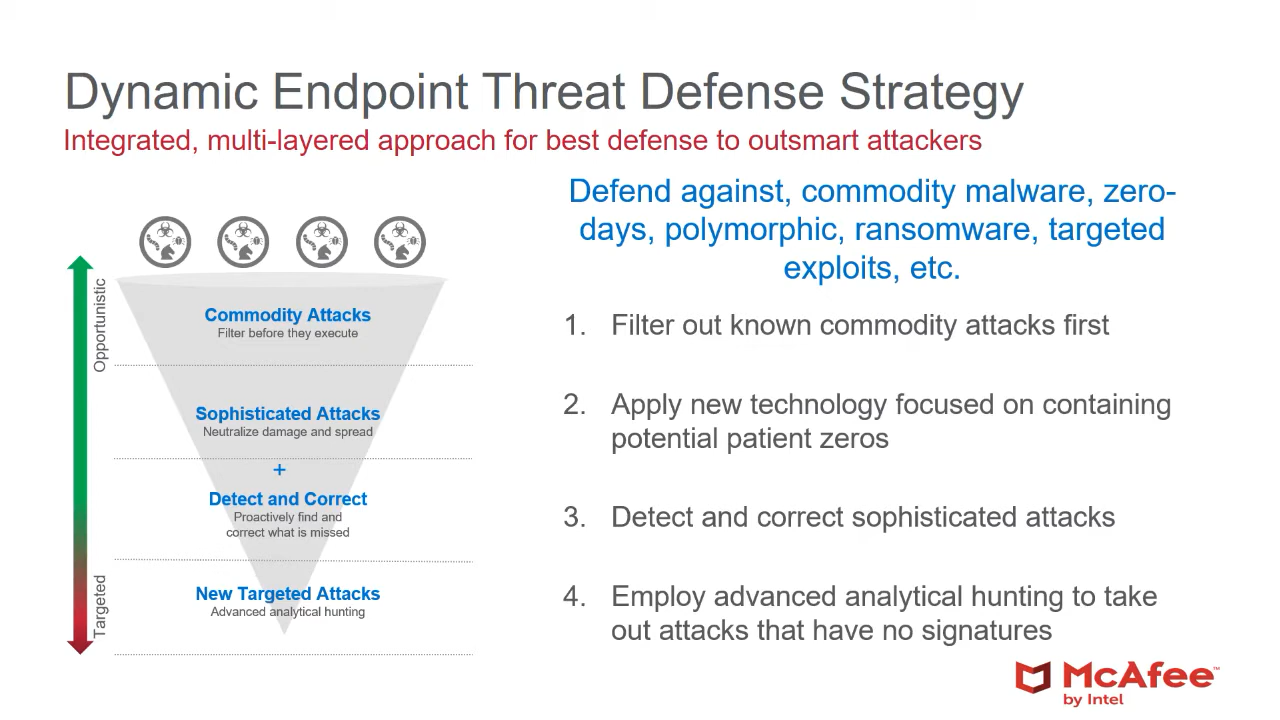 Dynamic Endpoint Threat Defense Strategy
Integrated, multi-layered approach for best defense to outsmart attackers
Opportunistic
Targeted
Commodity Attacks
Filter before they execute
Sophisticated Attacks
Neutralize damage and spread
+
Detect and Correct
Proactively find and
correct what is missed
New Targeted Attacks
Advanced analytical hunting
Defend against, commodity malware, zero-
days, polymorphic, ransomware, targeted
exploits, etc.
1. Filter out known commodity attacks first
2. Apply new technology focused on containing
potential patient zeros
3. Detect and correct sophisticated attacks
4. Employ advanced analytical hunting to take
out attacks that have no signatures
McAfee™
by Intel